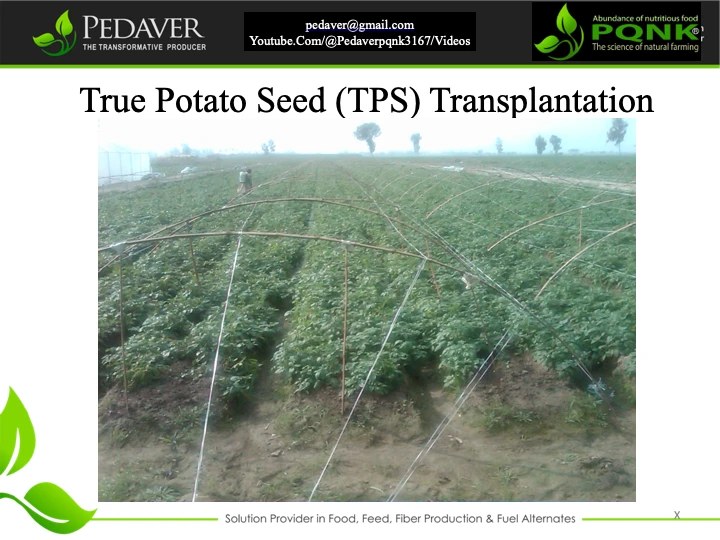 PEDAVER
THE TRANSFORMATIVE PRODUCER
pedaver@gmail.com
Youtube.Com/@Pedaverpqnk3167/Videos
Abundance of nutritious food
PQNK®
The science of natural farming
True Potato Seed (TPS) Transplantation
Solution Provider in Food, Feed, Fiber Production & Fuel Alternates
X